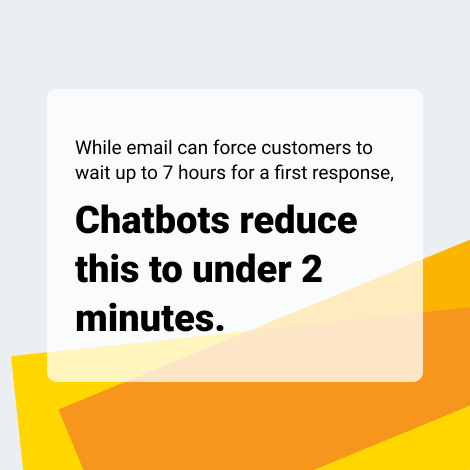 While email can force customers to
wait up to 7 hours for a first response,
Chatbots reduce
this to under 2
minutes.